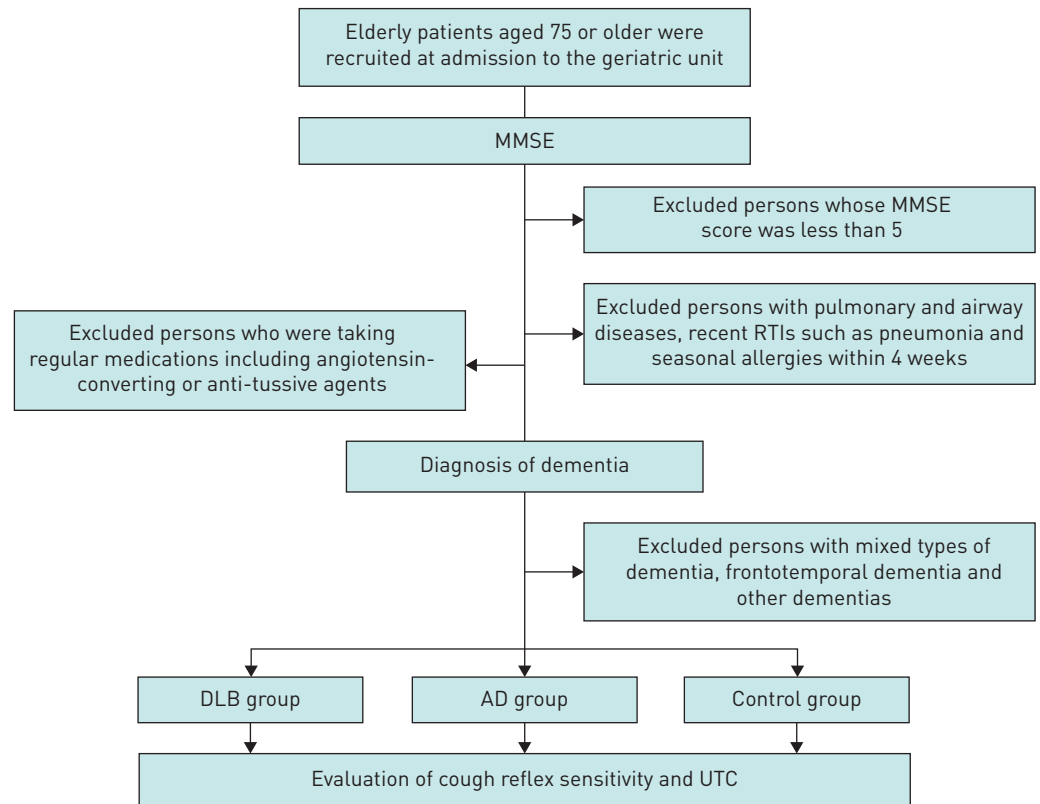 Elderly patients aged 75 or older were
recruited at admission to the geriatric unit
MMSE
Excluded persons whose MMSE
score was less than 5
Excluded persons with pulmonary and airway
diseases, recent RTIs such as pneumonia and
seasonal allergies within 4 weeks
Excluded persons who were taking
regular medications including angiotensin-
converting or anti-tussive agents
Diagnosis of dementia
Excluded persons with mixed types of
dementia, frontotemporal dementia and
other dementias
DLB group
AD group
Control group
Evaluation of cough reflex sensitivity and UTC